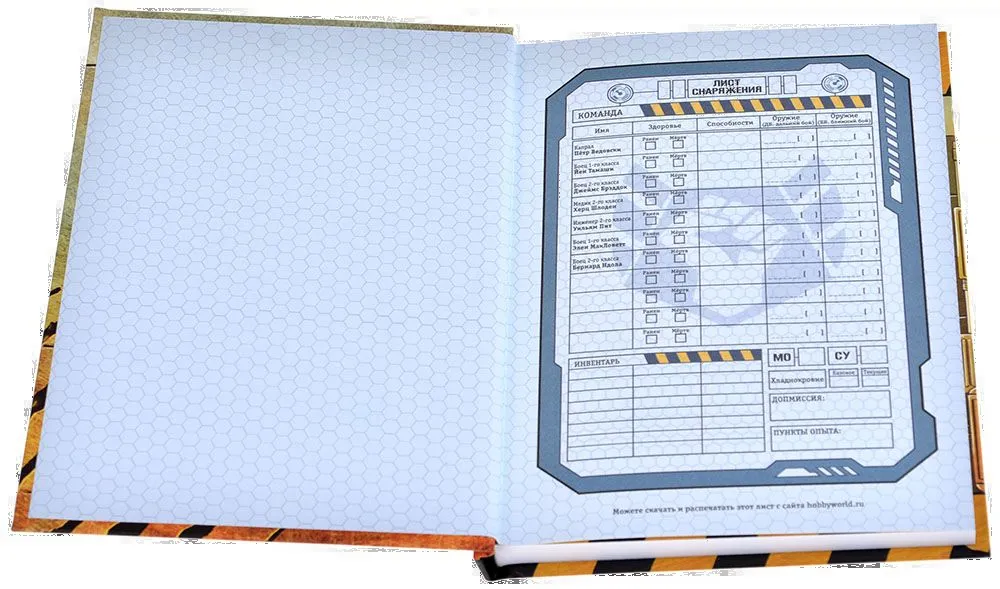 ЛИСТ
СНАРЯЖЕНИЯ
КОМАНДА
Имя Здоровье Способности Оружие (ДБ. дальний бой) Оружие (ББ. ближний бой)
Капрал Ранен Мёртв [ ] [ ]
Пётр Ведовски
Боец 1-го класса Ранен Мёртв [ ] [ ]
Йен Тамаши
Боец 2-го класса Ранен Мёртв [ ] [ ]
Джеймс Брэддок
Медик 2-го класса Ранен Мёртв [ ] [ ]
Херц Шлоден
Инженер 2-го класса Ранен Мёртв [ ] [ ]
Уильям Пит
Боец 1-го класса Ранен Мёртв [ ] [ ]
Элен МакЛоветт
Боец 2-го класса Ранен Мёртв [ ] [ ]
Бернард Идола
Ранен Мёртв [ ] [ ]
Ранен Мёртв [ ] [ ]
Ранен Мёртв [ ] [ ]
Ранен Мёртв [ ] [ ]
ИНВЕНТАРЬ
МО СУ
Хладнокровие Базовое Текущее
ДОПМИССИЯ:
ПУНКТЫ ОПЫТА:
Можете скачать и распечатать этот лист с сайта hobbyworld.ru